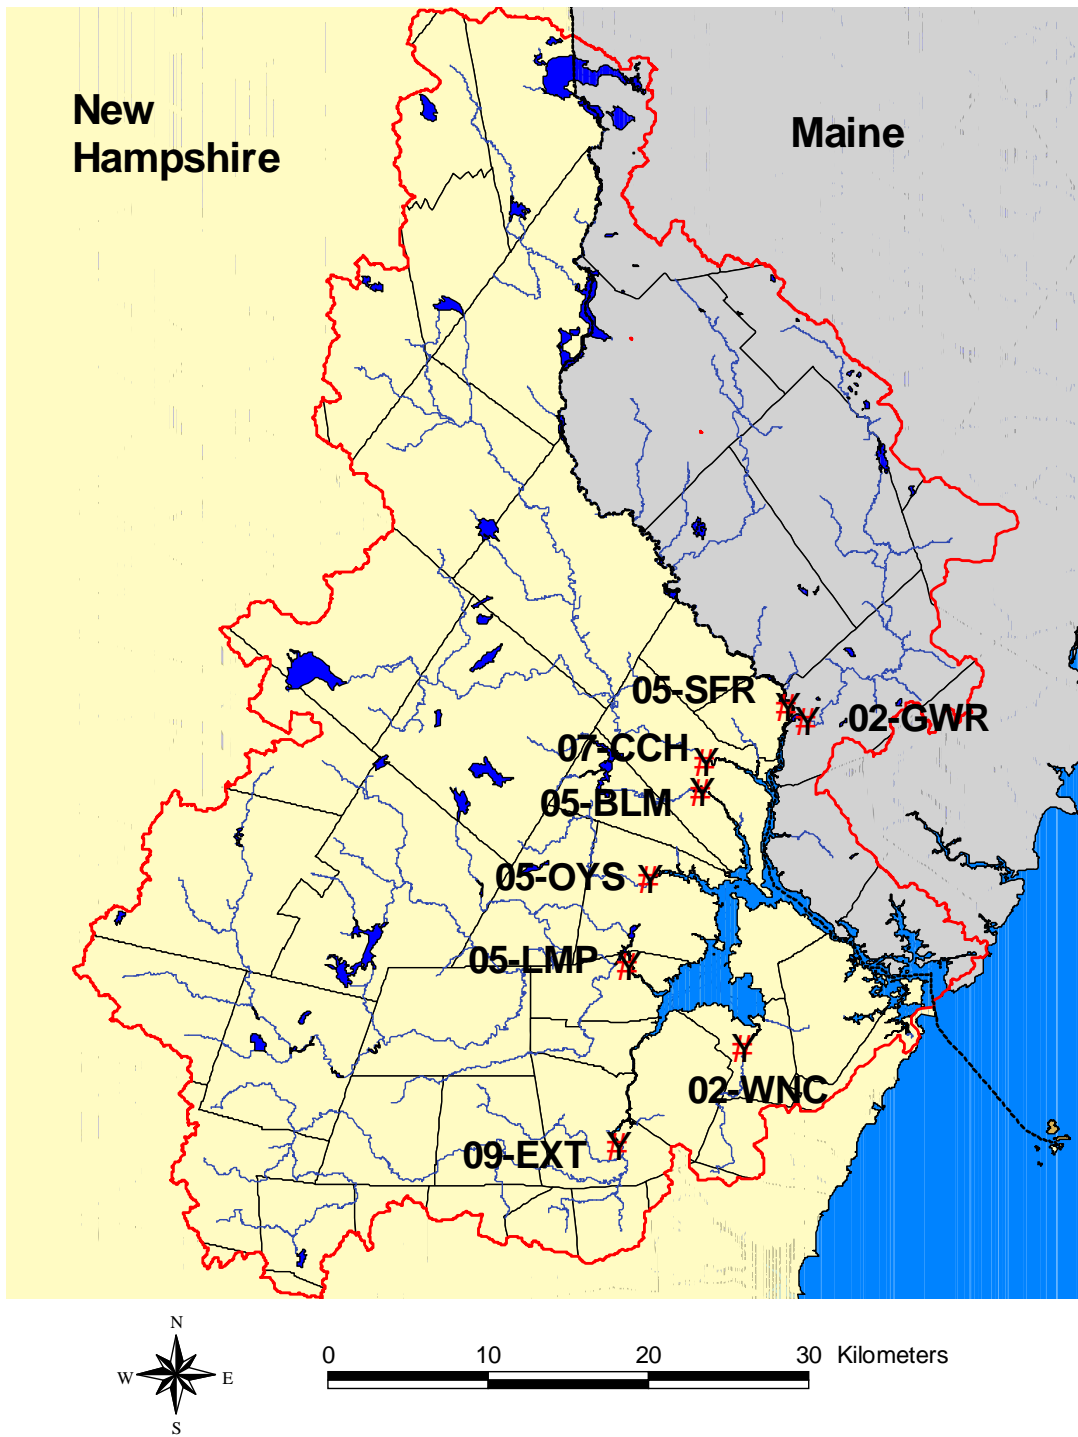 New
Hampshire
Maine
05-SFR
02-GWR
07-CCH
05-BLM
05-OYS
05-LMP
02-WNC
09-EXT
N
W E
S
0 10 20 30 Kilometers